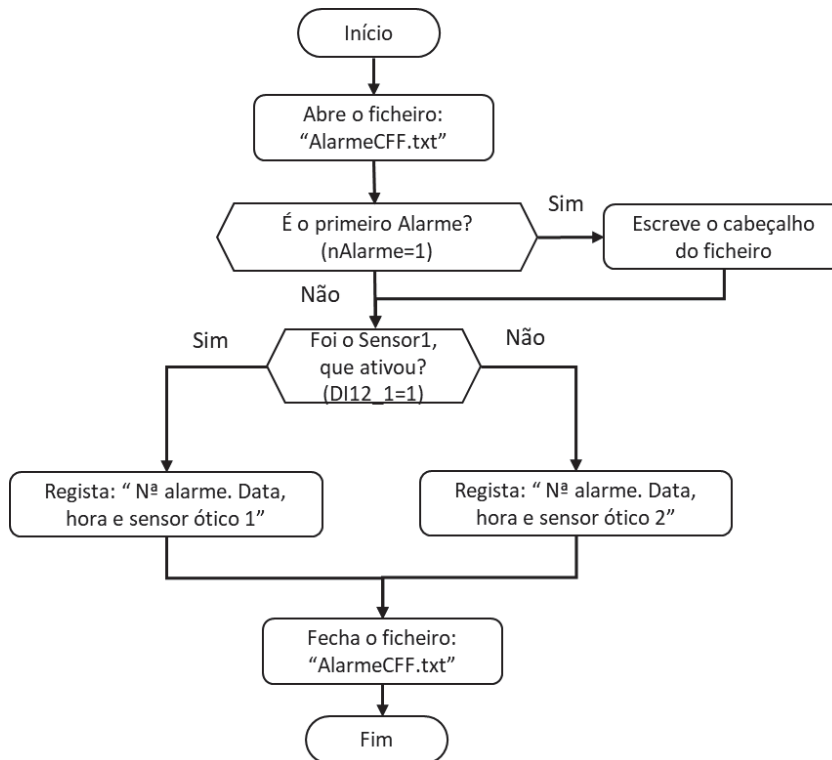 Início
Abre o ficheiro:
“AlarmeCFF.txt”
É o primeiro Alarme?
(nAlarme=1)
Sim
Escreve o cabeçalho
do ficheiro
Não
Foi o Sensor1,
que ativou?
(DI12_1=1)
Sim
Não
Regista: “ Nª alarme. Data,
hora e sensor ótico 1”
Regista: “ Nª alarme. Data,
hora e sensor ótico 2”
Fecha o ficheiro:
“AlarmeCFF.txt”
Fim